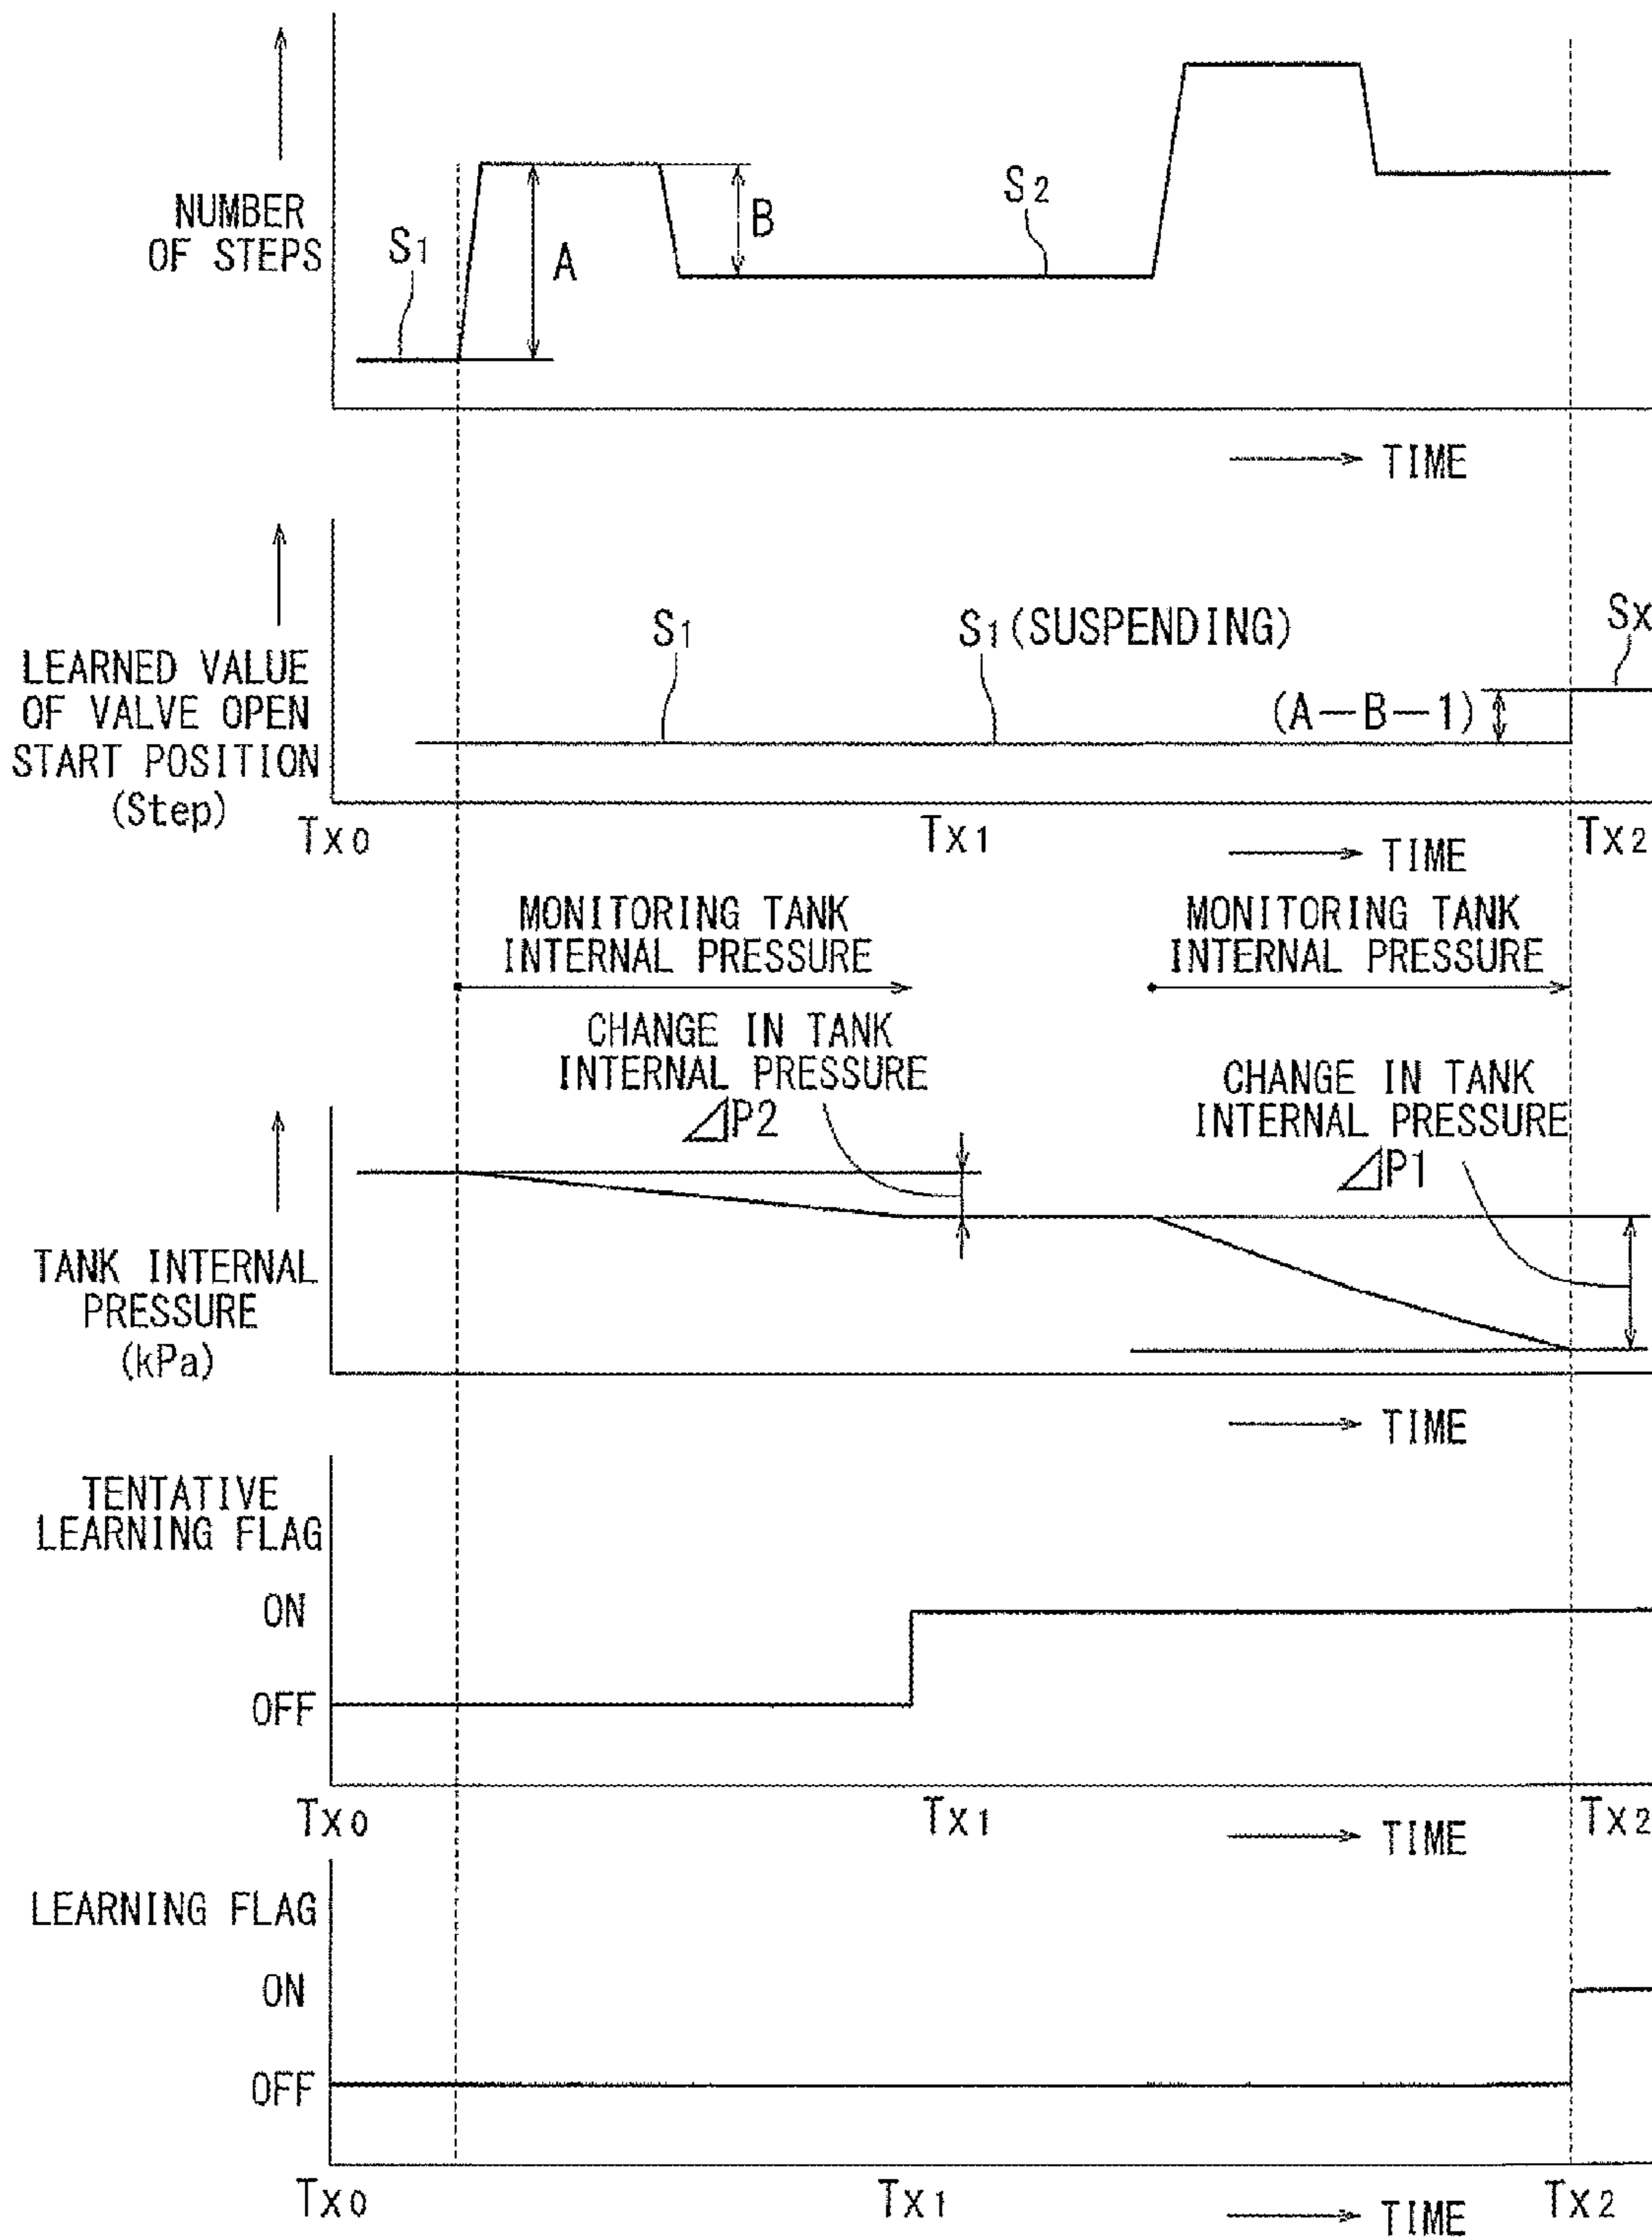 NUMBER
OF STEPS
S1
A
B
S2
TIME
LEARNED VALUE
OF VALVE OPEN
START POSITION
(Step)
S1
S1(SUSPENDING)
(A-B-1)
Sx
Tx0
Tx1
Tx2
TIME
MONITORING TANK
INTERNAL PRESSURE
MONITORING TANK
INTERNAL PRESSURE
CHANGE IN TANK
INTERNAL PRESSURE
⊿P2
CHANGE IN TANK
INTERNAL PRESSURE
⊿P1
TANK INTERNAL
PRESSURE
(kPa)
TIME
TENTATIVE
LEARNING FLAG
ON
OFF
Tx0
Tx1
Tx2
TIME
LEARNING FLAG
ON
OFF
Tx0
Tx1
Tx2
TIME